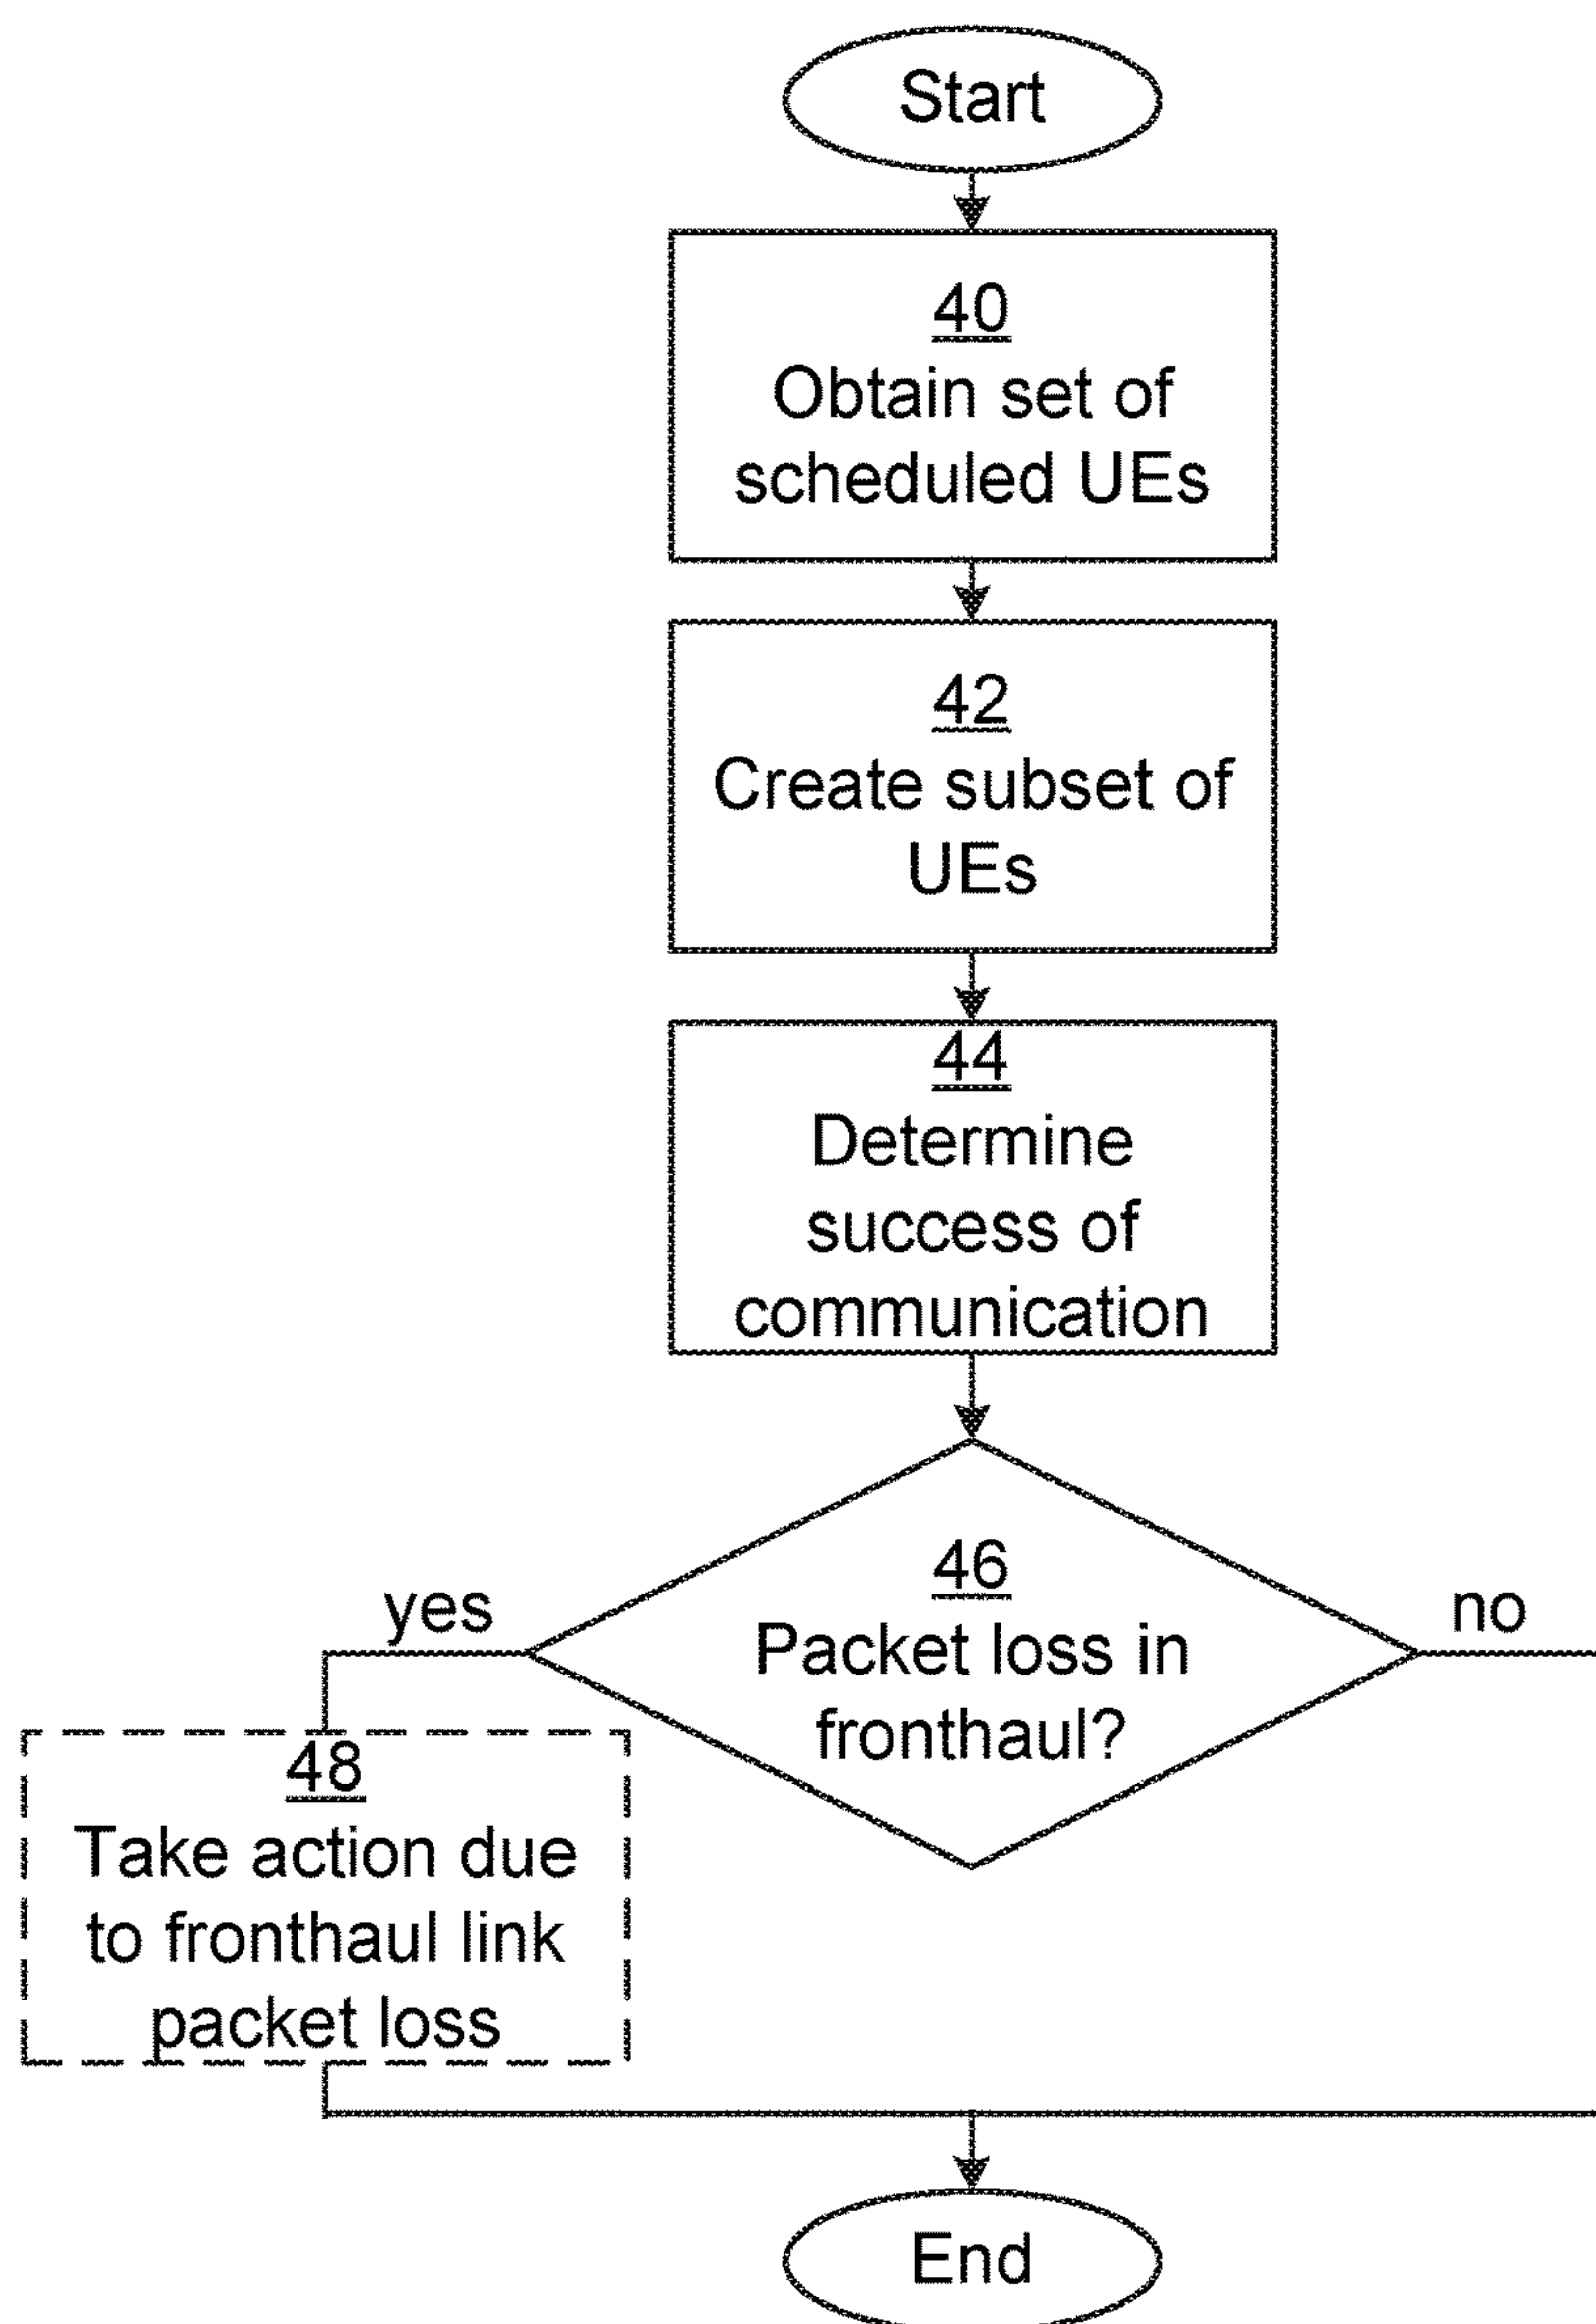 Start
40
Obtain set of
scheduled UEs
42
Create subset of
UEs
44
Determine
success of
communication
46
Packet loss in
fronthaul?
yes
no
48
Take action due
to fronthaul link
packet loss
End